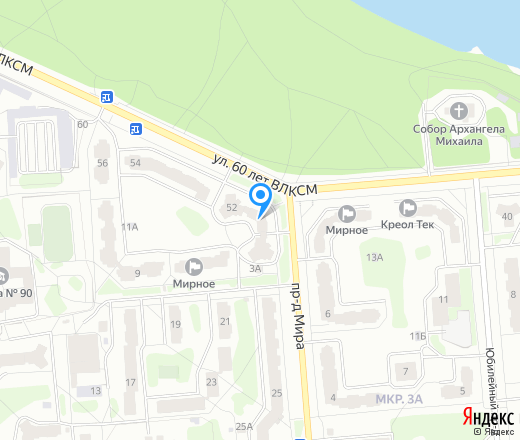 ЛКСМ
60
ул. 60 лет ВЛКСМ
Собор Архангела
Михаила
56
54
52
11А
9
3А
Мирное
Мирное
Креол Тек
40
13А
а № 90
19
21
пр-д Мира
6
11
11Б
7
13
23
25
25А
4
МКР. 3А
5
Юбилейный
Яндекс
© Яндекс